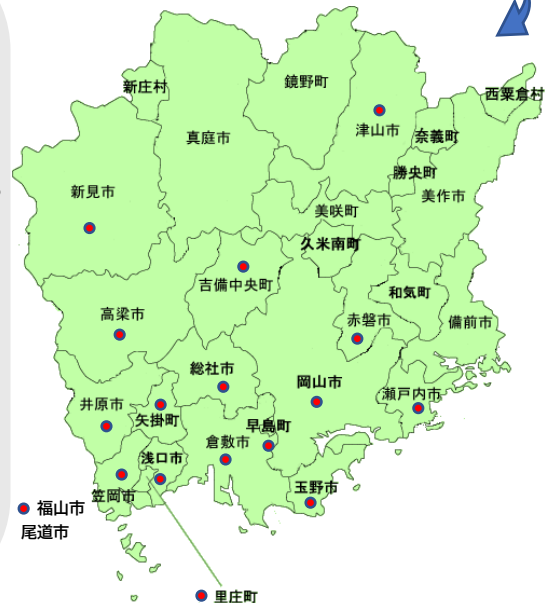 新庄村
鏡野町
西粟倉村
津山市
奈義町
真庭市
勝央町
新見市
美作市
美咲町
久米南町
吉備中央町
和気町
高梁市
赤磐市
備前市
総社市
岡山市
瀬戸内市
井原市
矢掛町
早島町
倉敷市
浅口市
笠岡市
玉野市
福山市
尾道市
里庄町